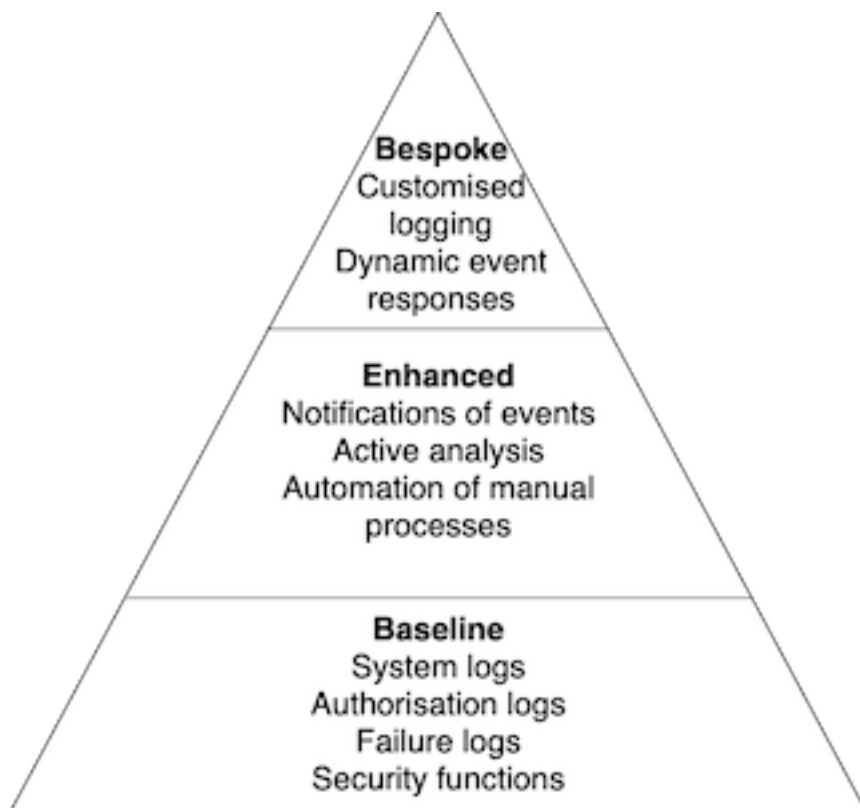 Bespoke
Customised
logging
Dynamic event
responses
Enhanced
Notifications of events
Active analysis
Automation of manual
processes
Baseline
System logs
Authorisation logs
Failure logs
Security functions